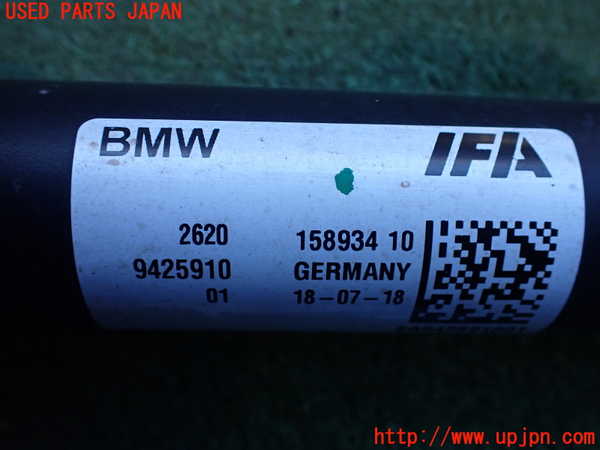 USED PARTS JAPAN
BMW IFA
2620 158934 10
9425910 GERMANY
01 18-07-18
http://www.upjpn.com/